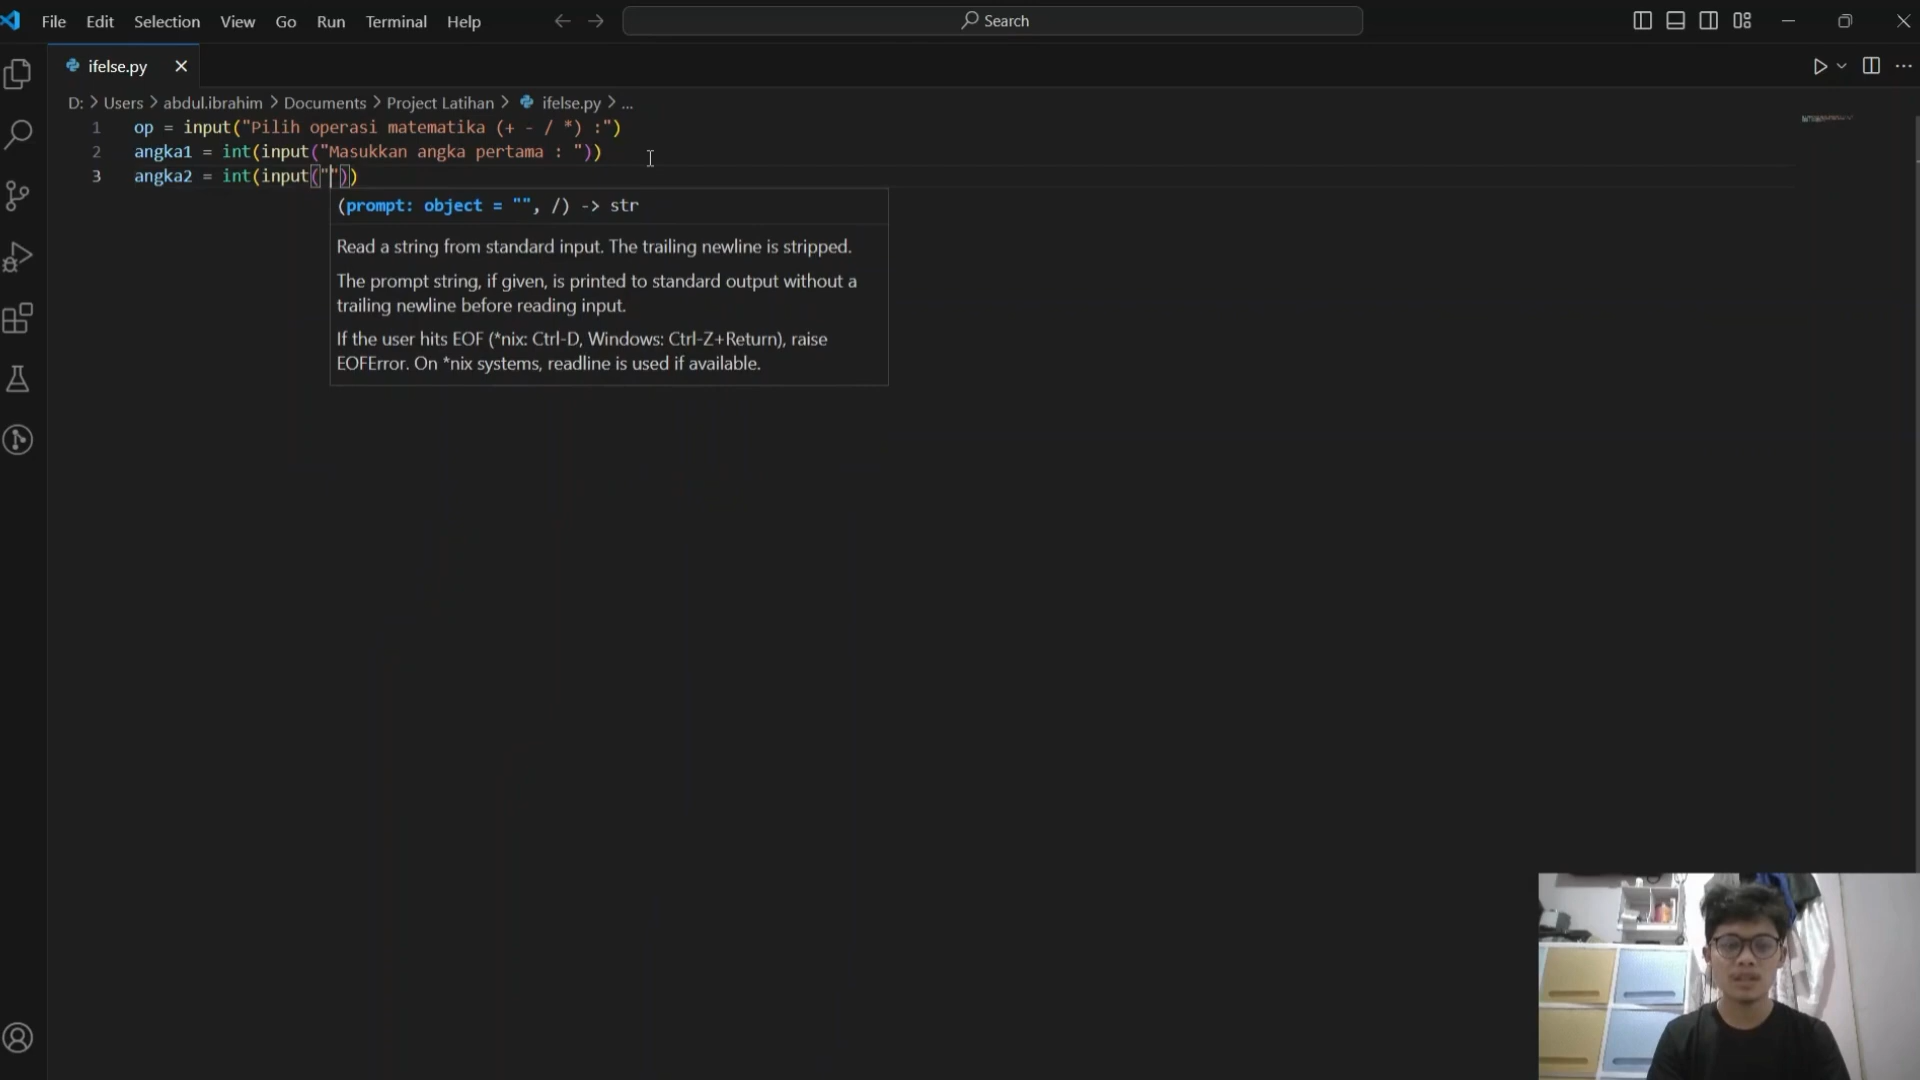 File Edit Selection View Go Run Terminal Help Search
ifelse.py
D: > Users > abdul.ibrahim > Documents > Project Latihan > ifelse.py > ...
1 op = input("Pilih operasi matematika (+ - / *) :")
2 angka1 = int(input("Masukkan angka pertama : "))
3 angka2 = int(input(""))
(prompt: object = "", /) -> str
Read a string from standard input. The trailing newline is stripped.
The prompt string, if given, is printed to standard output without a
trailing newline before reading input.
If the user hits EOF (*nix: Ctrl-D, Windows: Ctrl-Z+Return), raise
EOFError. On *nix systems, readline is used if available.